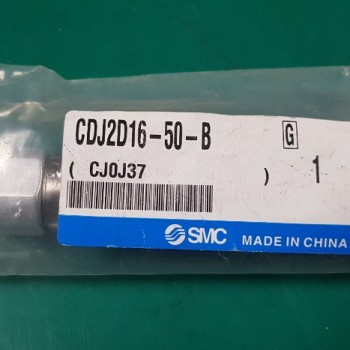 CDJ2D16-50-B G
( CJ0J37 ) 1
SMC MADE IN CHINA